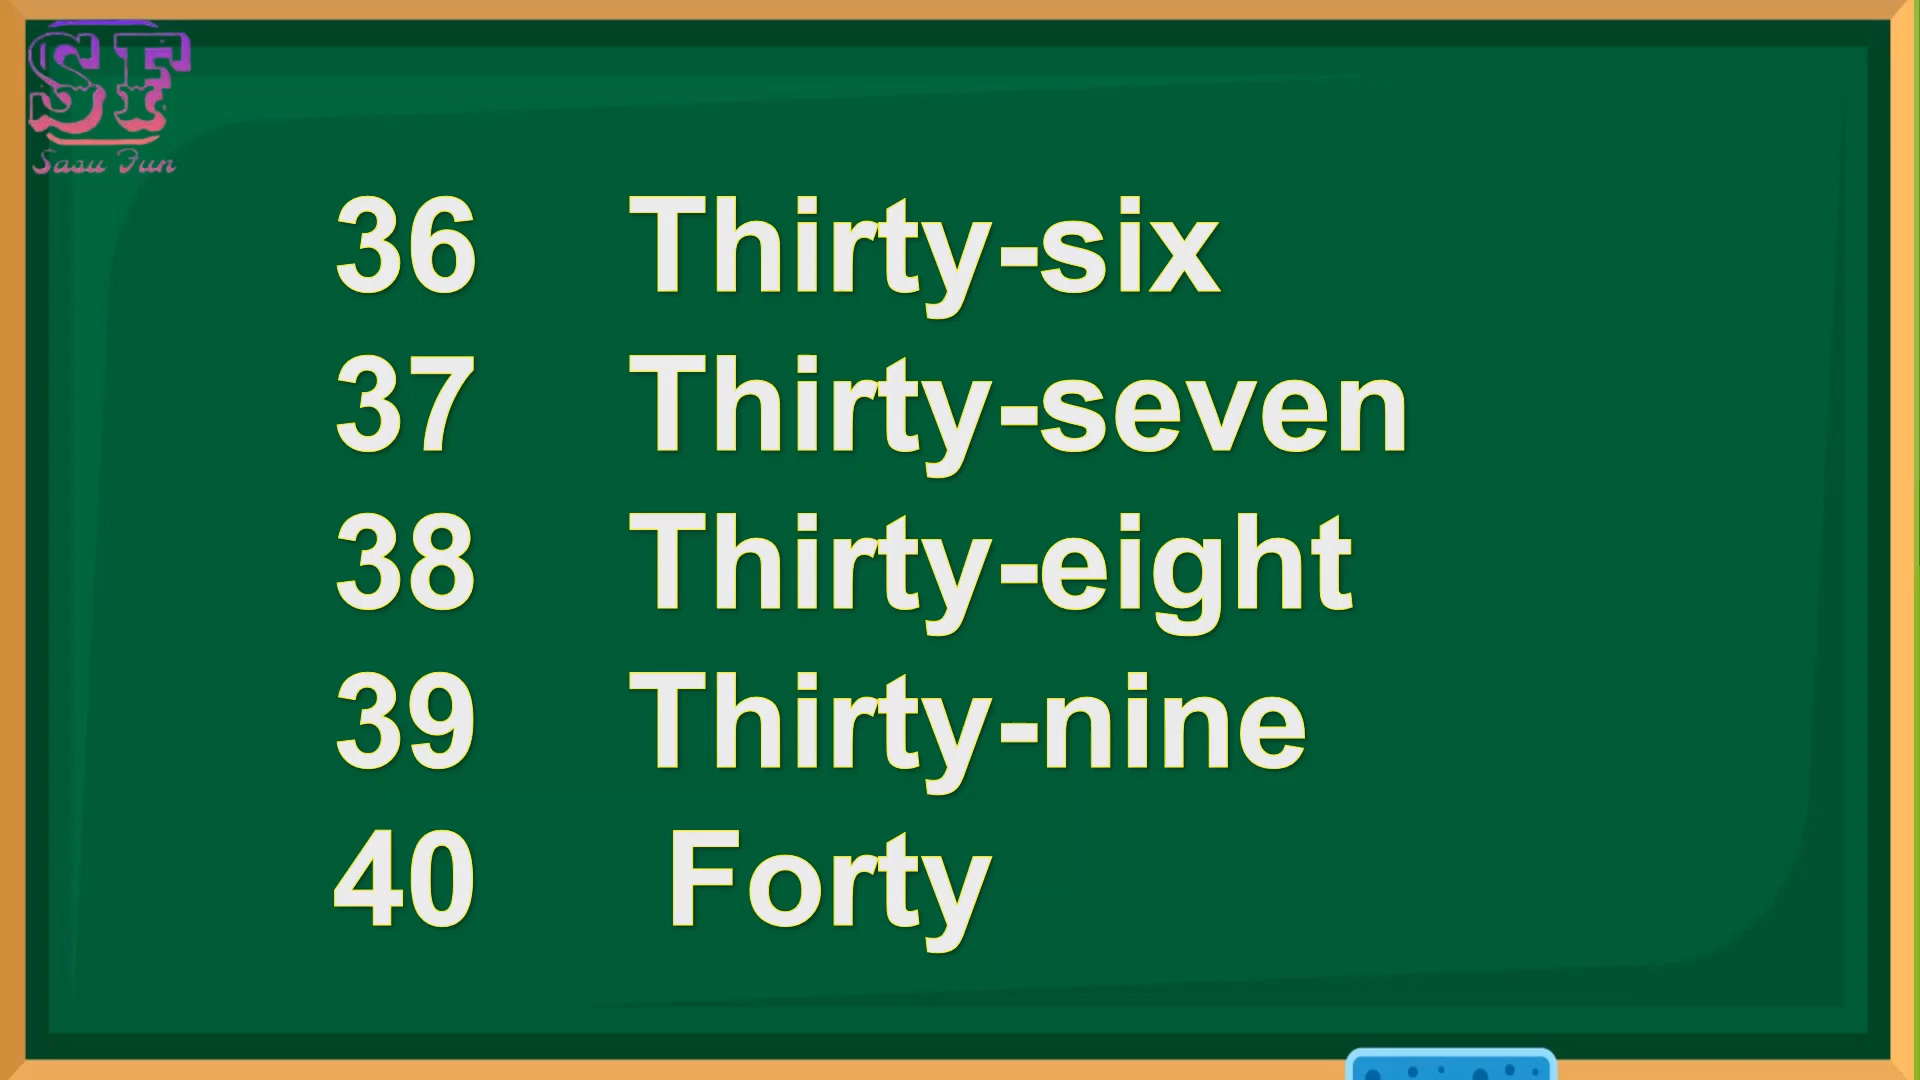 SF
Sasu Fun
36 Thirty-six
37 Thirty-seven
38 Thirty-eight
39 Thirty-nine
40 Forty